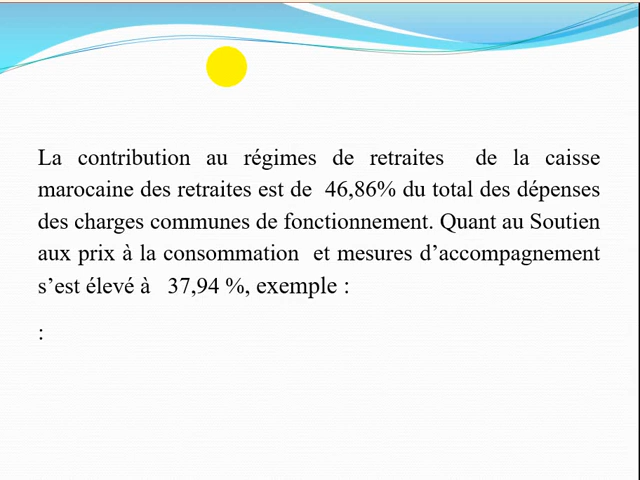 La contribution au régimes de retraites de la caisse
marocaine des retraites est de 46,86% du total des dépenses
des charges communes de fonctionnement. Quant au Soutien
aux prix à la consommation et mesures d’accompagnement
s’est élevé à 37,94 %, exemple :
: